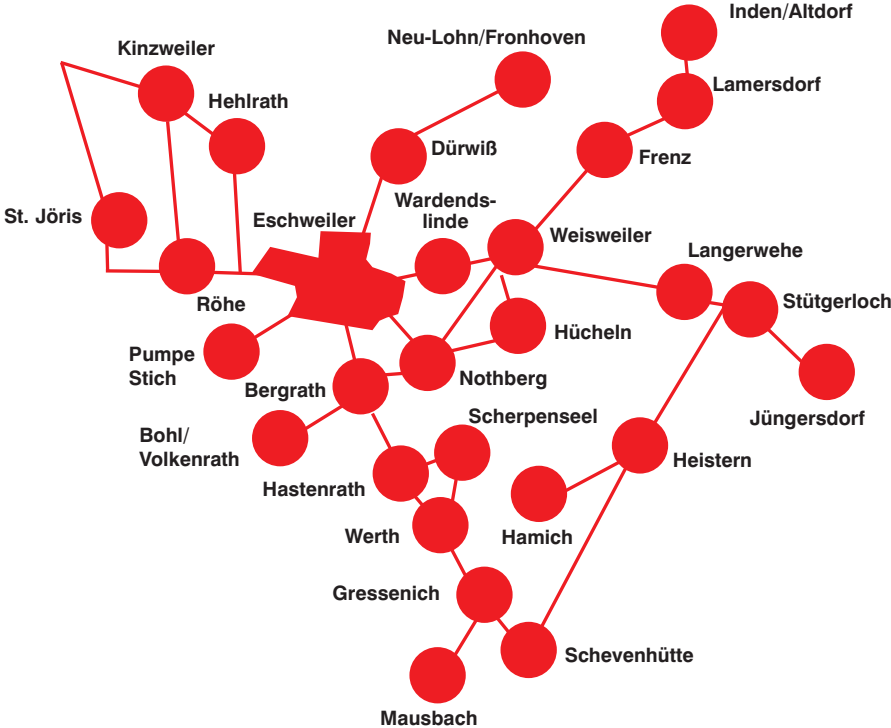 Inden/Altdorf
Neu-Lohn/Fronhoven
Kinzweiler
Lamersdorf
Hehlrath
Dürwiß
Frenz
Wardends-
linde
St. Jöris
Eschweiler
Weisweiler
Langerwehe
Röhe
Stütgerloch
Hücheln
Pumpe
Stich
Nothberg
Bergrath
Scherpenseel
Jüngersdorf
Bohl/
Volkenrath
Heistern
Hastenrath
Werth
Hamich
Gressenich
Schevenhütte
Mausbach